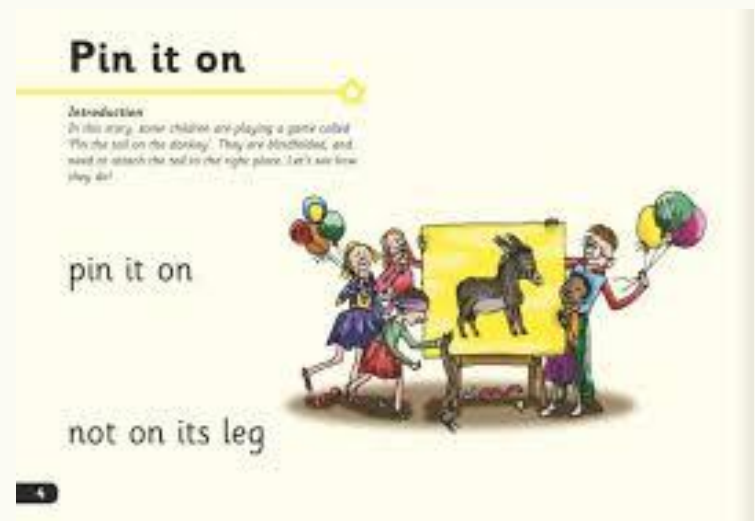 Pin it on
Introduction
In this story, some children are playing a game called
'Pin the tail on the donkey'. They are blindfolded, and
need to attach the tail to the right place. Let's see how
they do!
pin it on
not on its leg
4